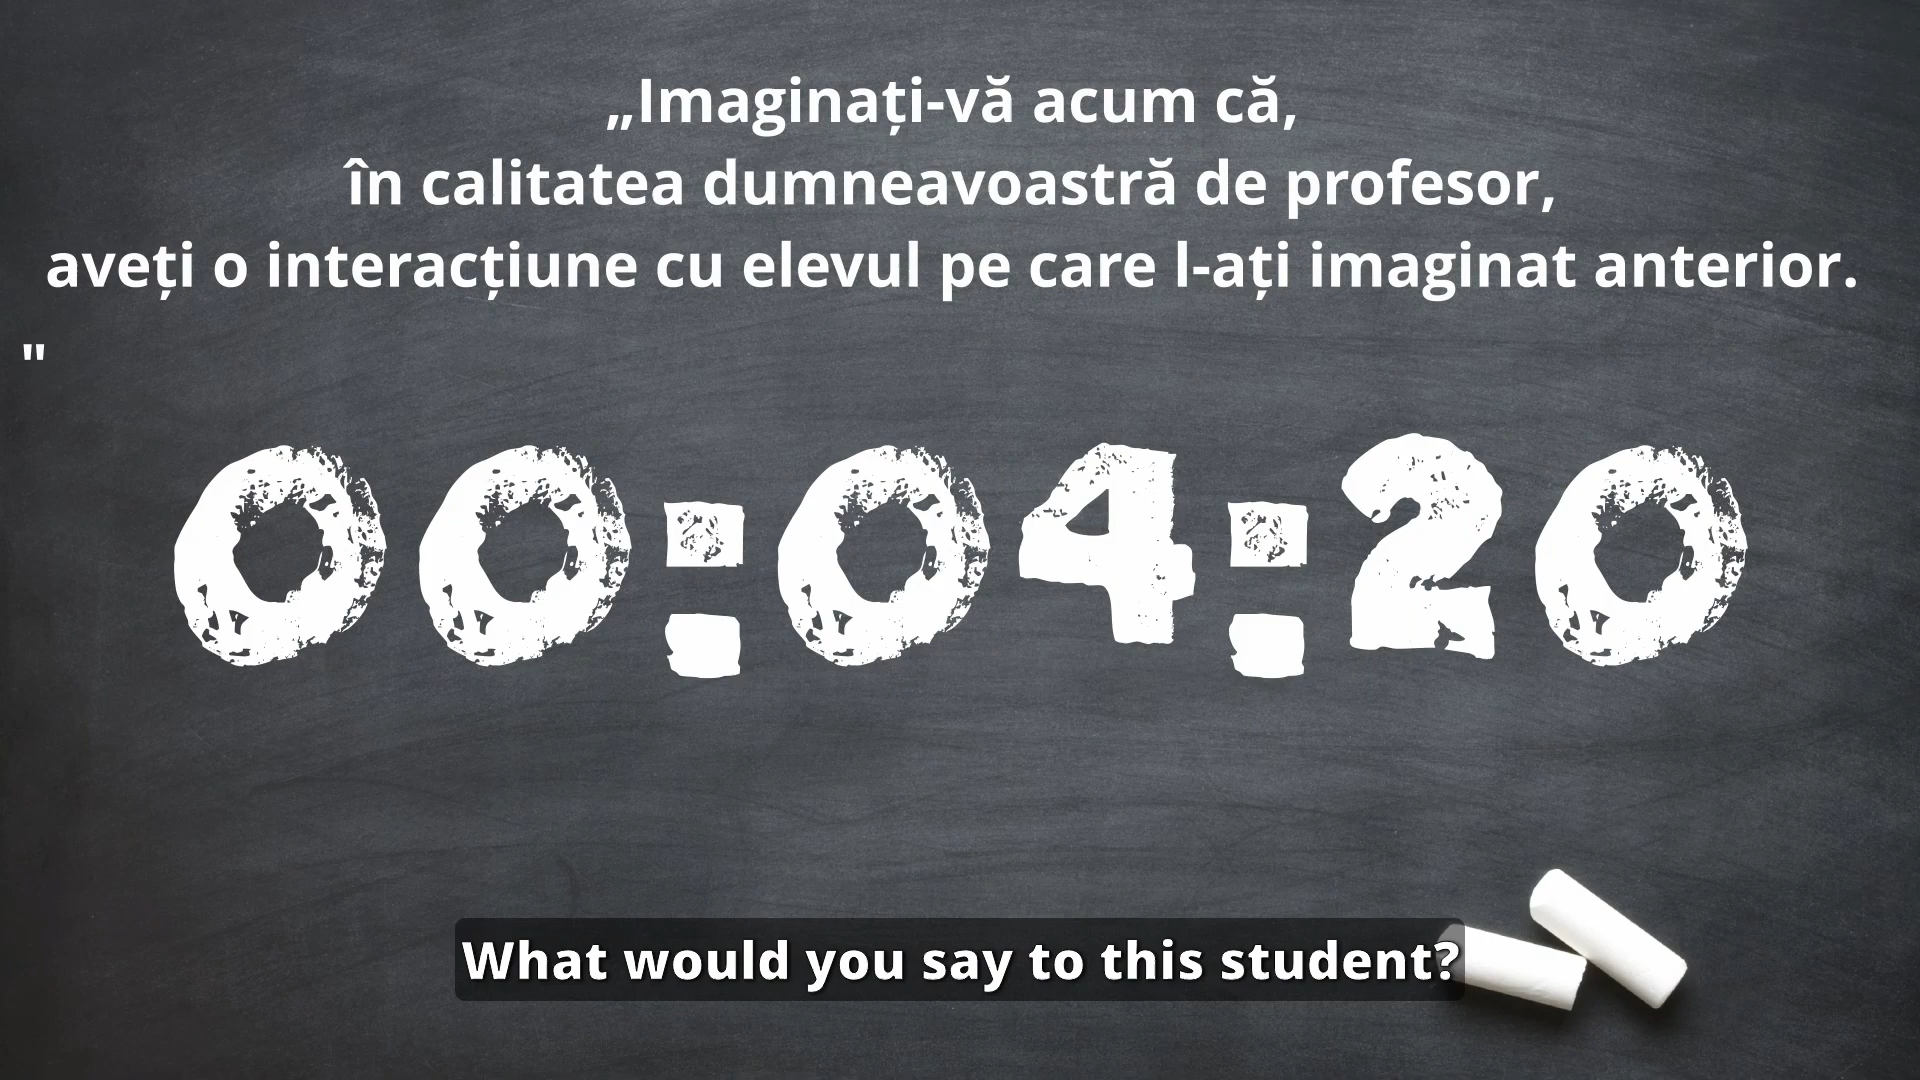 „Imaginați-vă acum că,
în calitatea dumneavoastră de profesor,
aveți o interacțiune cu elevul pe care l-ați imaginat anterior.
"
00:04:20
What would you say to this student?